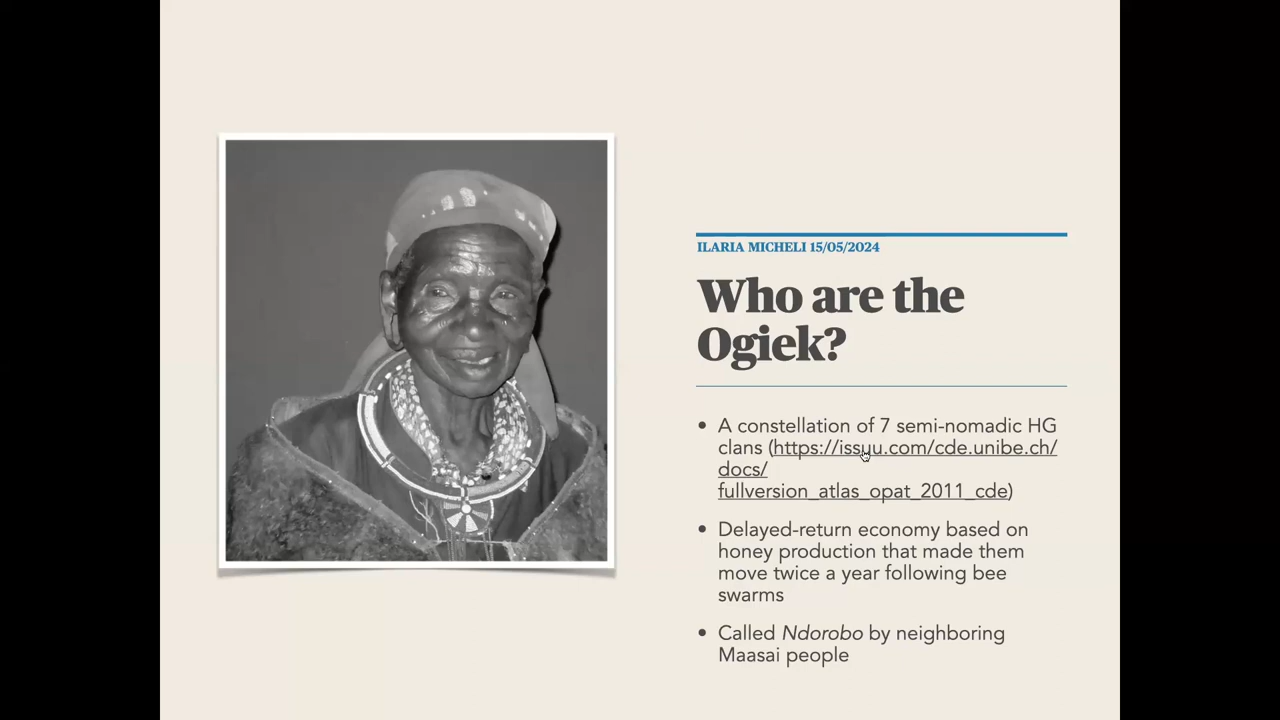 ILARIA MICHELI 15/05/2024
Who are the
Ogiek?
• A constellation of 7 semi-nomadic HG
clans (https://issuu.com/cde.unibe.ch/
docs/
fullversion_atlas_opat_2011_cde)
• Delayed-return economy based on
honey production that made them
move twice a year following bee
swarms
• Called Ndorobo by neighboring
Maasai people